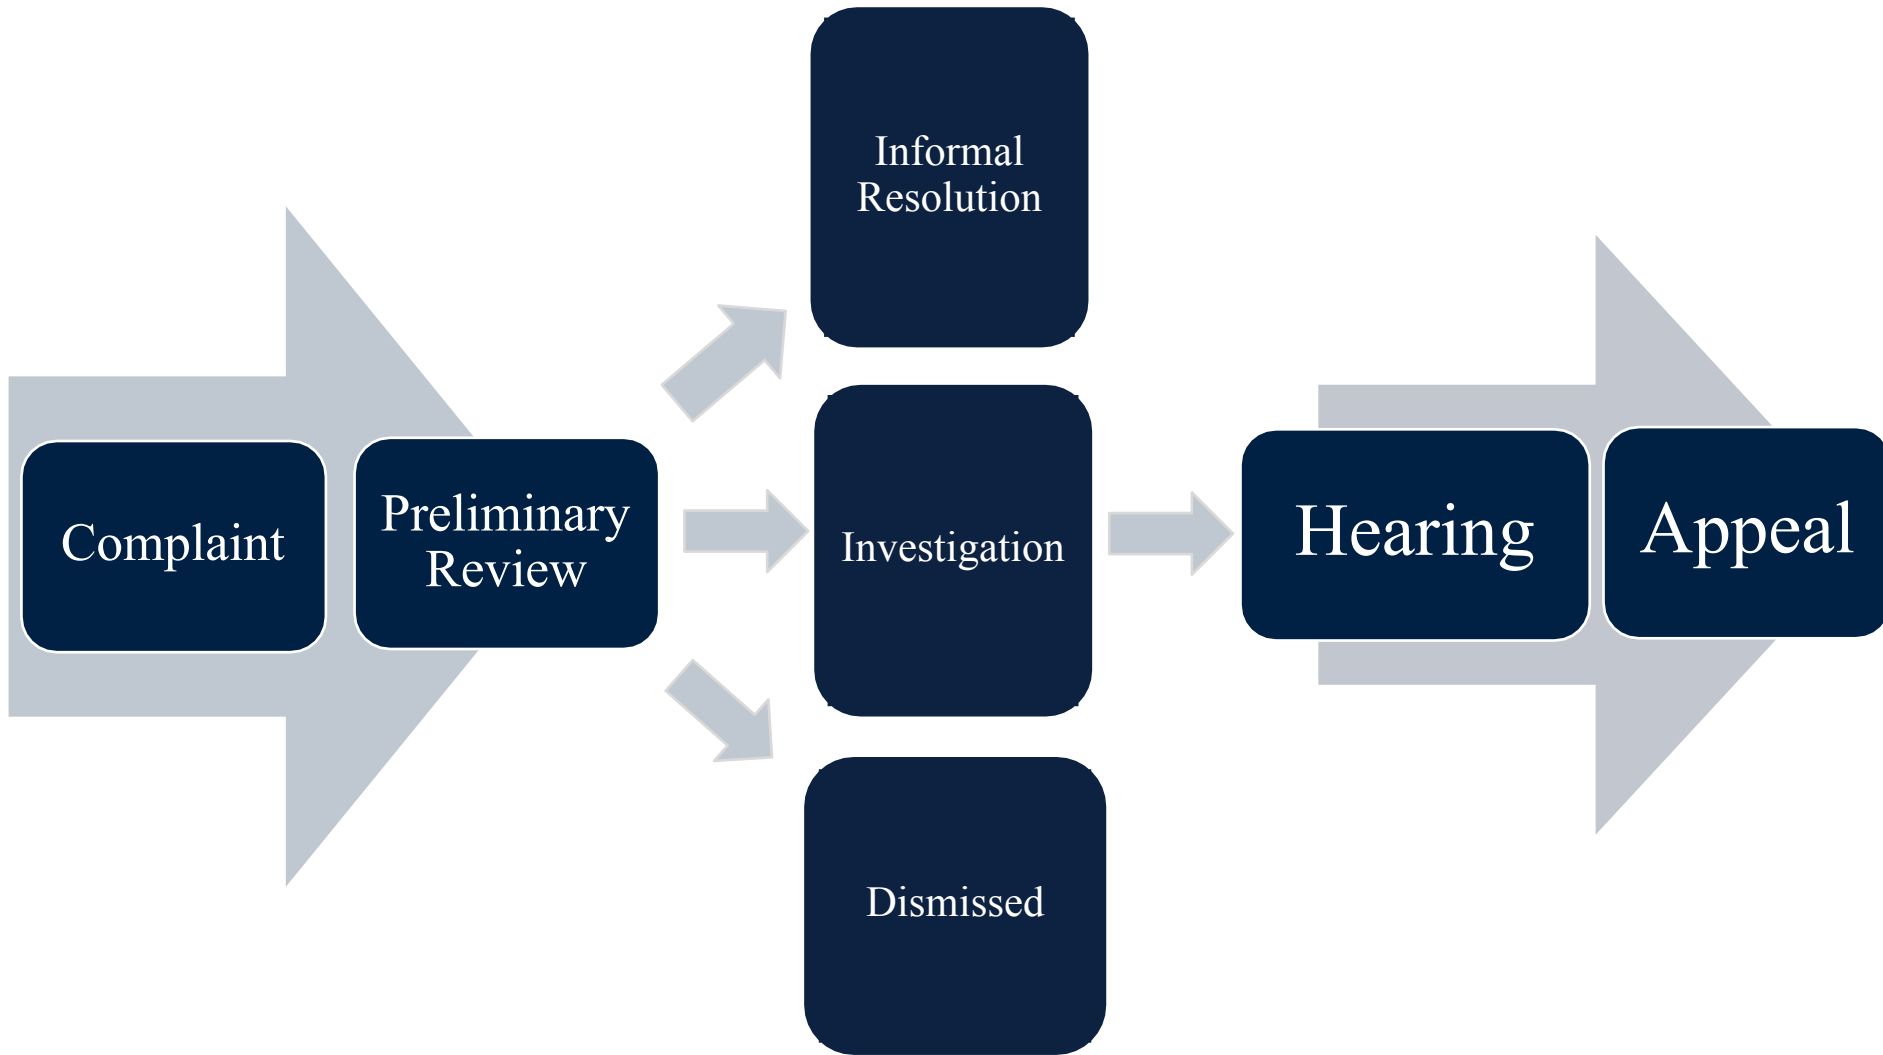 Complaint
Preliminary
Review
Informal
Resolution
Investigation
Dismissed
Hearing
Appeal